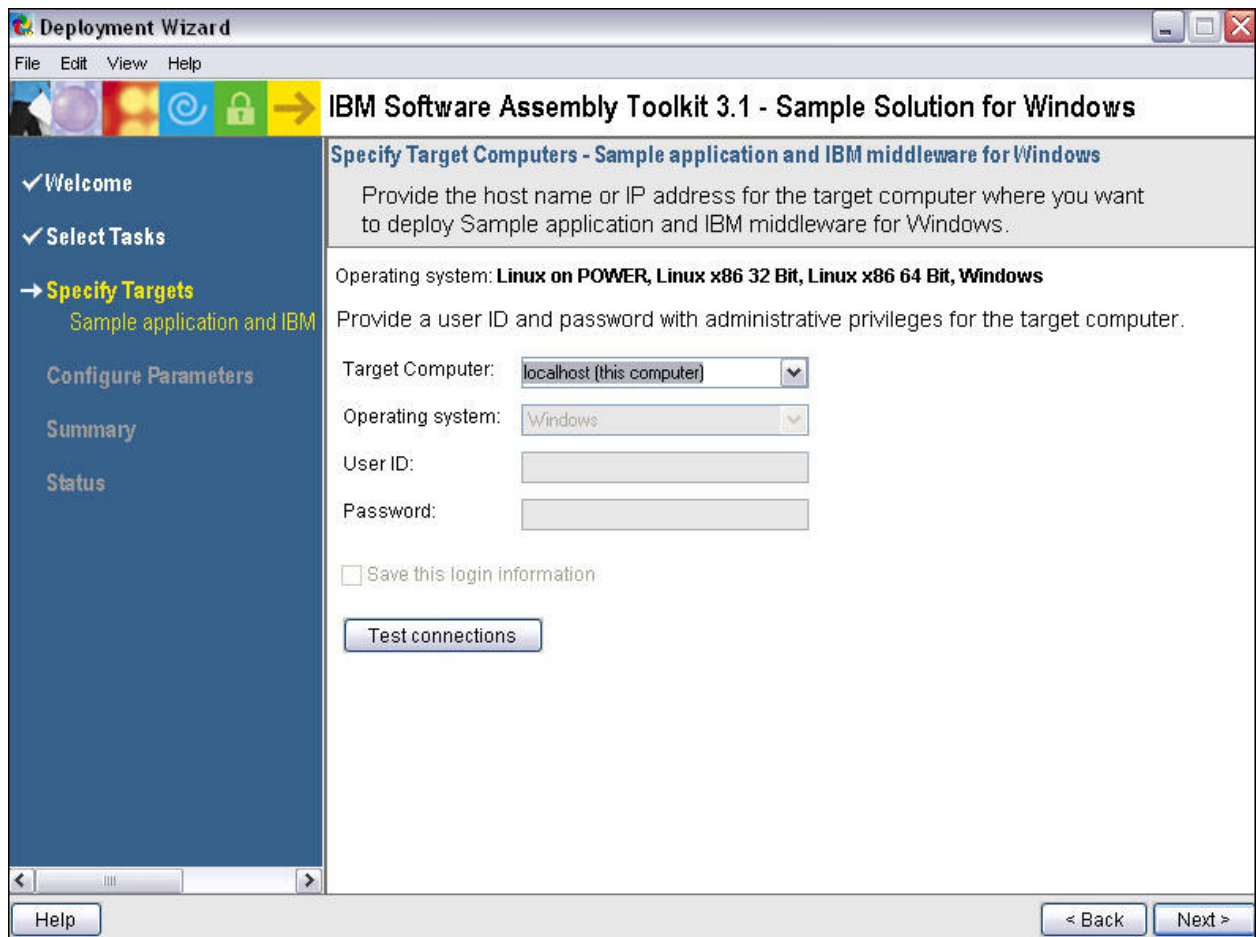 Deployment Wizard
File Edit View Help
IBM Software Assembly Toolkit 3.1 - Sample Solution for Windows
Welcome
Select Tasks
Specify Targets
Sample application and IBM
Configure Parameters
Summary
Status
Specify Target Computers - Sample application and IBM middleware for Windows
Provide the host name or IP address for the target computer where you want
to deploy Sample application and IBM middleware for Windows.
Operating system: Linux on POWER, Linux x86 32 Bit, Linux x86 64 Bit, Windows
Provide a user ID and password with administrative privileges for the target computer.
Target Computer: localhost (this computer)
Operating system: Windows
User ID:
Password:
Save this login information
Test connections
Help < Back Next >